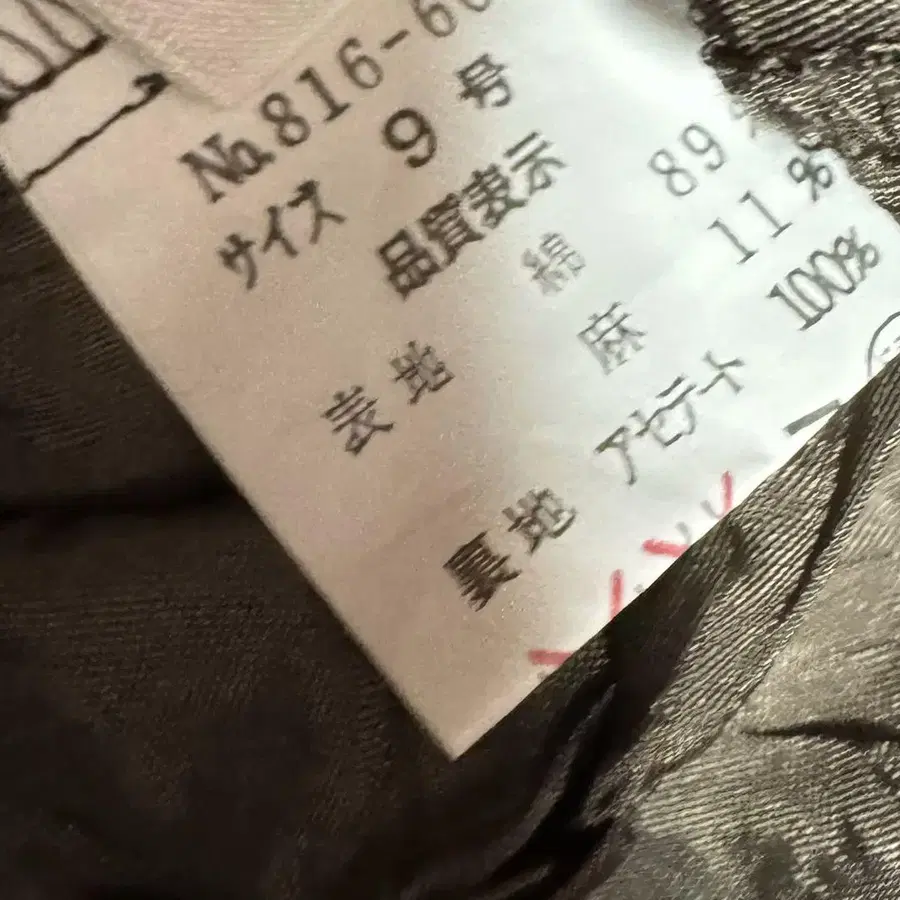 No.816-6
サイズ 9 号
品質表示
表地 綿 89%
麻 11%
裏地 アセテート 100%